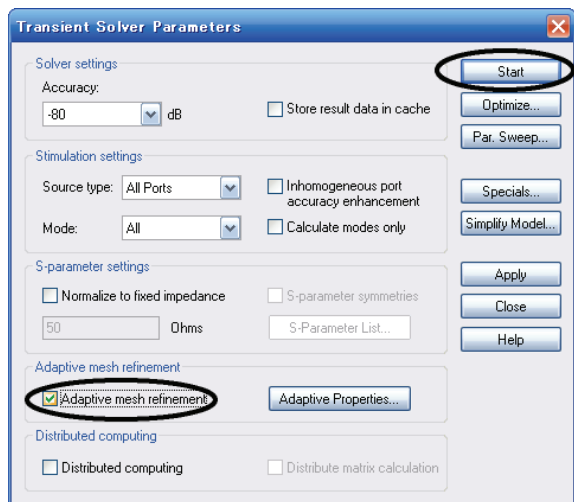 Transient Solver Parameters
Solver settings
Accuracy:
-80
dB
Store result data in cache
Start
Optimize...
Par. Sweep...
Stimulation settings
Source type:
All Ports
Inhomogeneous port
accuracy enhancement
Mode:
All
Calculate modes only
Specials...
Simplify Model...
S-parameter settings
Normalize to fixed impedance
S-parameter symmetries
50
Ohms
S-Parameter List...
Apply
Close
Help
Adaptive mesh refinement
Adaptive mesh refinement
Adaptive Properties...
Distributed computing
Distributed computing
Distribute matrix calculation